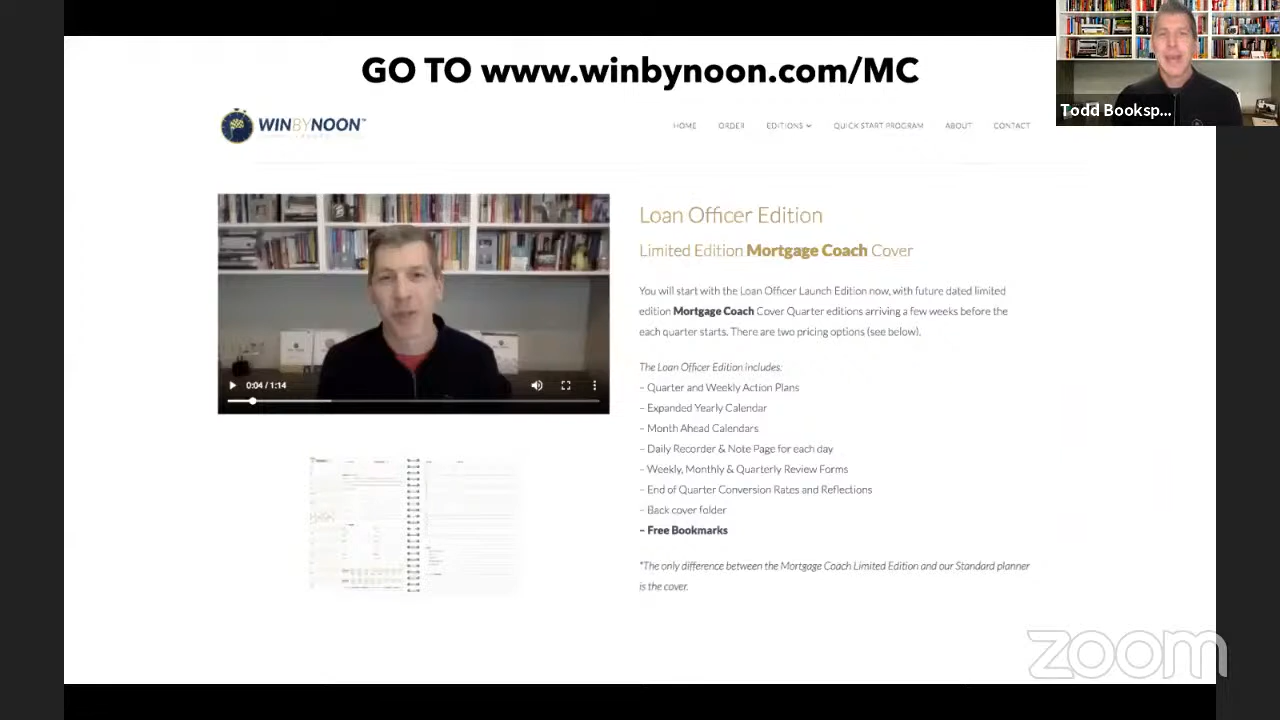 GO TO www.winbynoon.com/MC
Todd Booksp...
WINBYNOON™
HOME ORDER EDITIONS QUICK START PROGRAM ABOUT CONTACT
Loan Officer Edition
Limited Edition Mortgage Coach Cover
You will start with the Loan Officer Launch Edition now, with future dated limited
edition Mortgage Coach Cover Quarter editions arriving a few weeks before the
each quarter starts. There are two pricing options (see below).
The Loan Officer Edition includes:
– Quarter and Weekly Action Plans
– Expanded Yearly Calendar
– Month Ahead Calendars
– Daily Recorder & Note Page for each day
– Weekly, Monthly & Quarterly Review Forms
– End of Quarter Conversion Rates and Reflections
– Back cover folder
– Free Bookmarks
*The only difference between the Mortgage Coach Limited Edition and our Standard planner
is the cover.
0:04 / 1:14
zoom